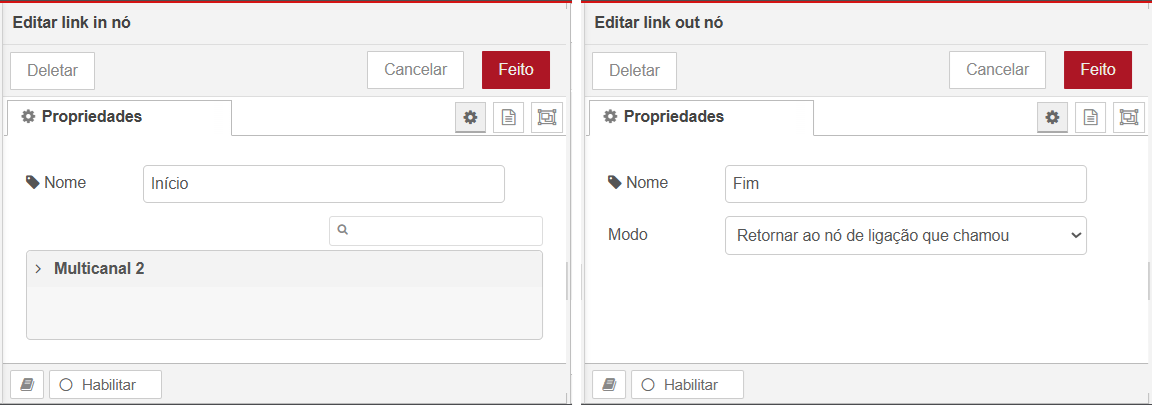 Editar link in nó
Deletar
Cancelar
Feito
Propriedades
Nome
Início
Multicanal 2
Habilitar
Editar link out nó
Deletar
Cancelar
Feito
Propriedades
Nome
Fim
Modo
Retornar ao nó de ligação que chamou
Habilitar